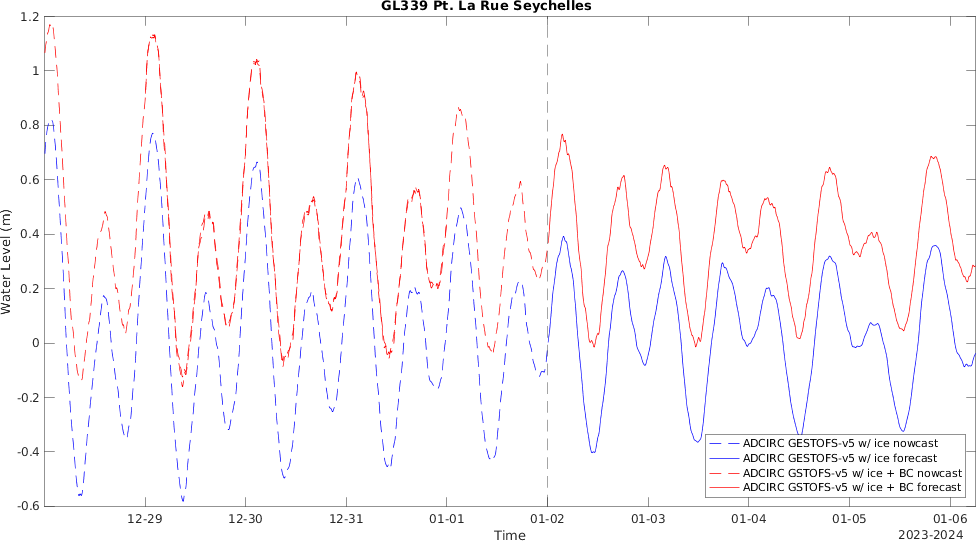 GL339 Pt. La Rue Seychelles
1.2
1
0.8
0.6
0.4
0.2
0
-0.2
-0.4
-0.6
Water Level (m)
12-29
12-30
12-31
01-01
01-02
01-03
01-04
01-05
01-06
Time
2023-2024
ADCIRC GESTOFS-v5 w/ ice nowcast
ADCIRC GESTOFS-v5 w/ ice forecast
ADCIRC GSTOFS-v5 w/ ice + BC nowcast
ADCIRC GSTOFS-v5 w/ ice + BC forecast